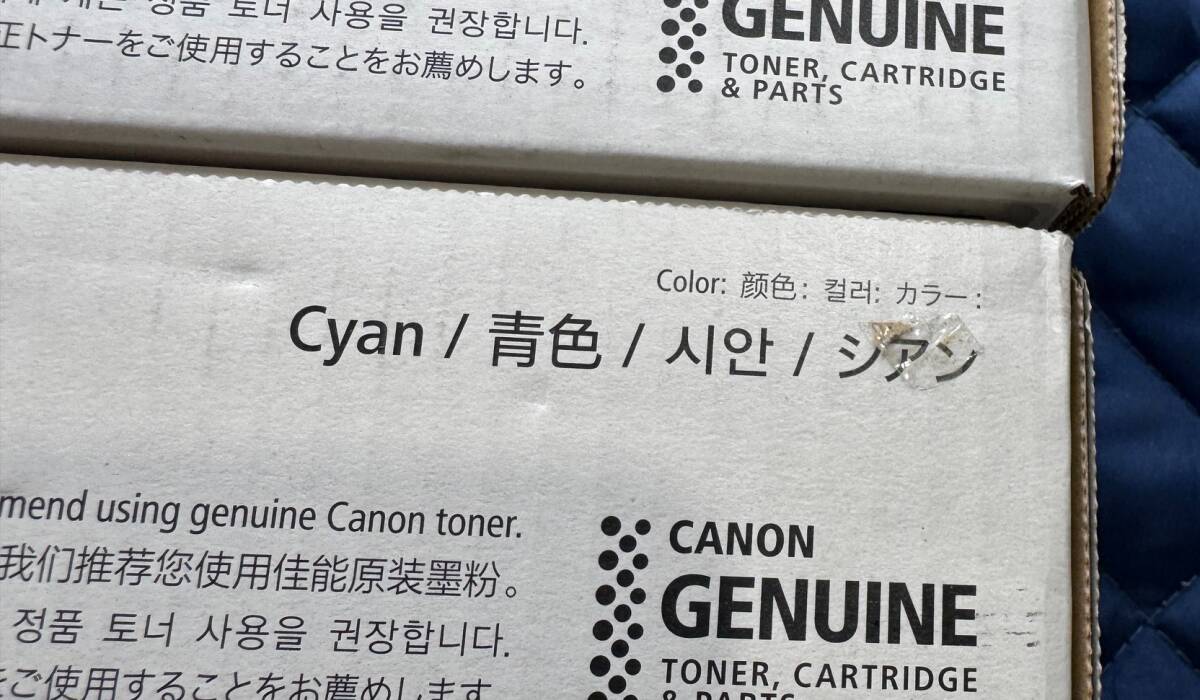 정품 토너 사용을 권장합니다.
正トナーをご使用することをお薦めします。
GENUINE
TONER, CARTRIDGE
& PARTS
Color: 颜色: 컬러: カラー:
Cyan / 青色 / 시안 / シアン
mend using genuine Canon toner.
我们推荐您使用佳能原装墨粉。
정품 토너 사용을 권장합니다.
をご使用することをお薦めします
CANON
GENUINE
TONER, CARTRIDGE
& PARTS